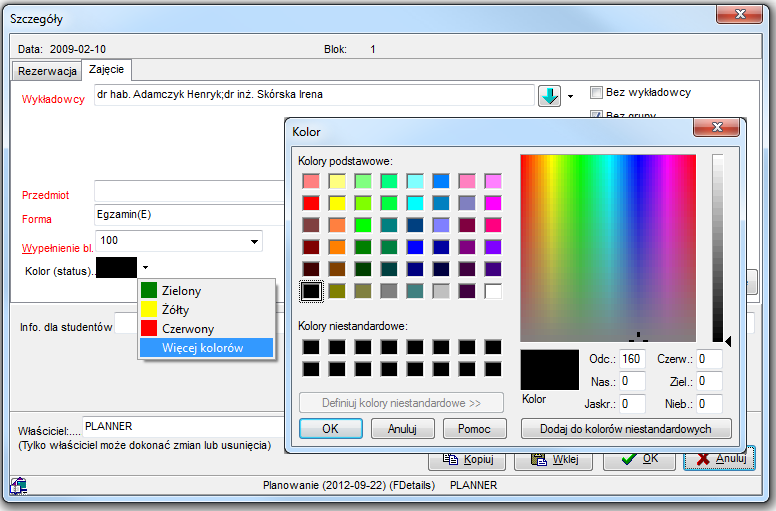 Szczegóły
Data: 2009-02-10 Blok: 1
Rezerwacja Zajęcie
Wykładowcy dr hab. Adamczyk Henryk;dr inż. Skórska Irena Bez wykładowcy
Bez grupy
Przedmiot
Forma Egzamin(E)
Wypełnienie bl. 100
Kolor (status)..
Zielony
Żółty
Czerwony
Więcej kolorów
Info. dla studentów
Kolor
Kolory podstawowe:
Kolory niestandardowe:
Definiuj kolory niestandardowe >>
OK Anuluj Pomoc
Kolor
Odc.: 160 Czerw.: 0
Nas.: 0 Ziel.: 0
Jaskr.: 0 Nieb.: 0
Dodaj do kolorów niestandardowych
Właściciel:.... PLANNER
(Tylko właściciel może dokonać zmian lub usunięcia)
Kopiuj Wklej OK Anuluj
Planowanie (2012-09-22) (FDetails) PLANNER